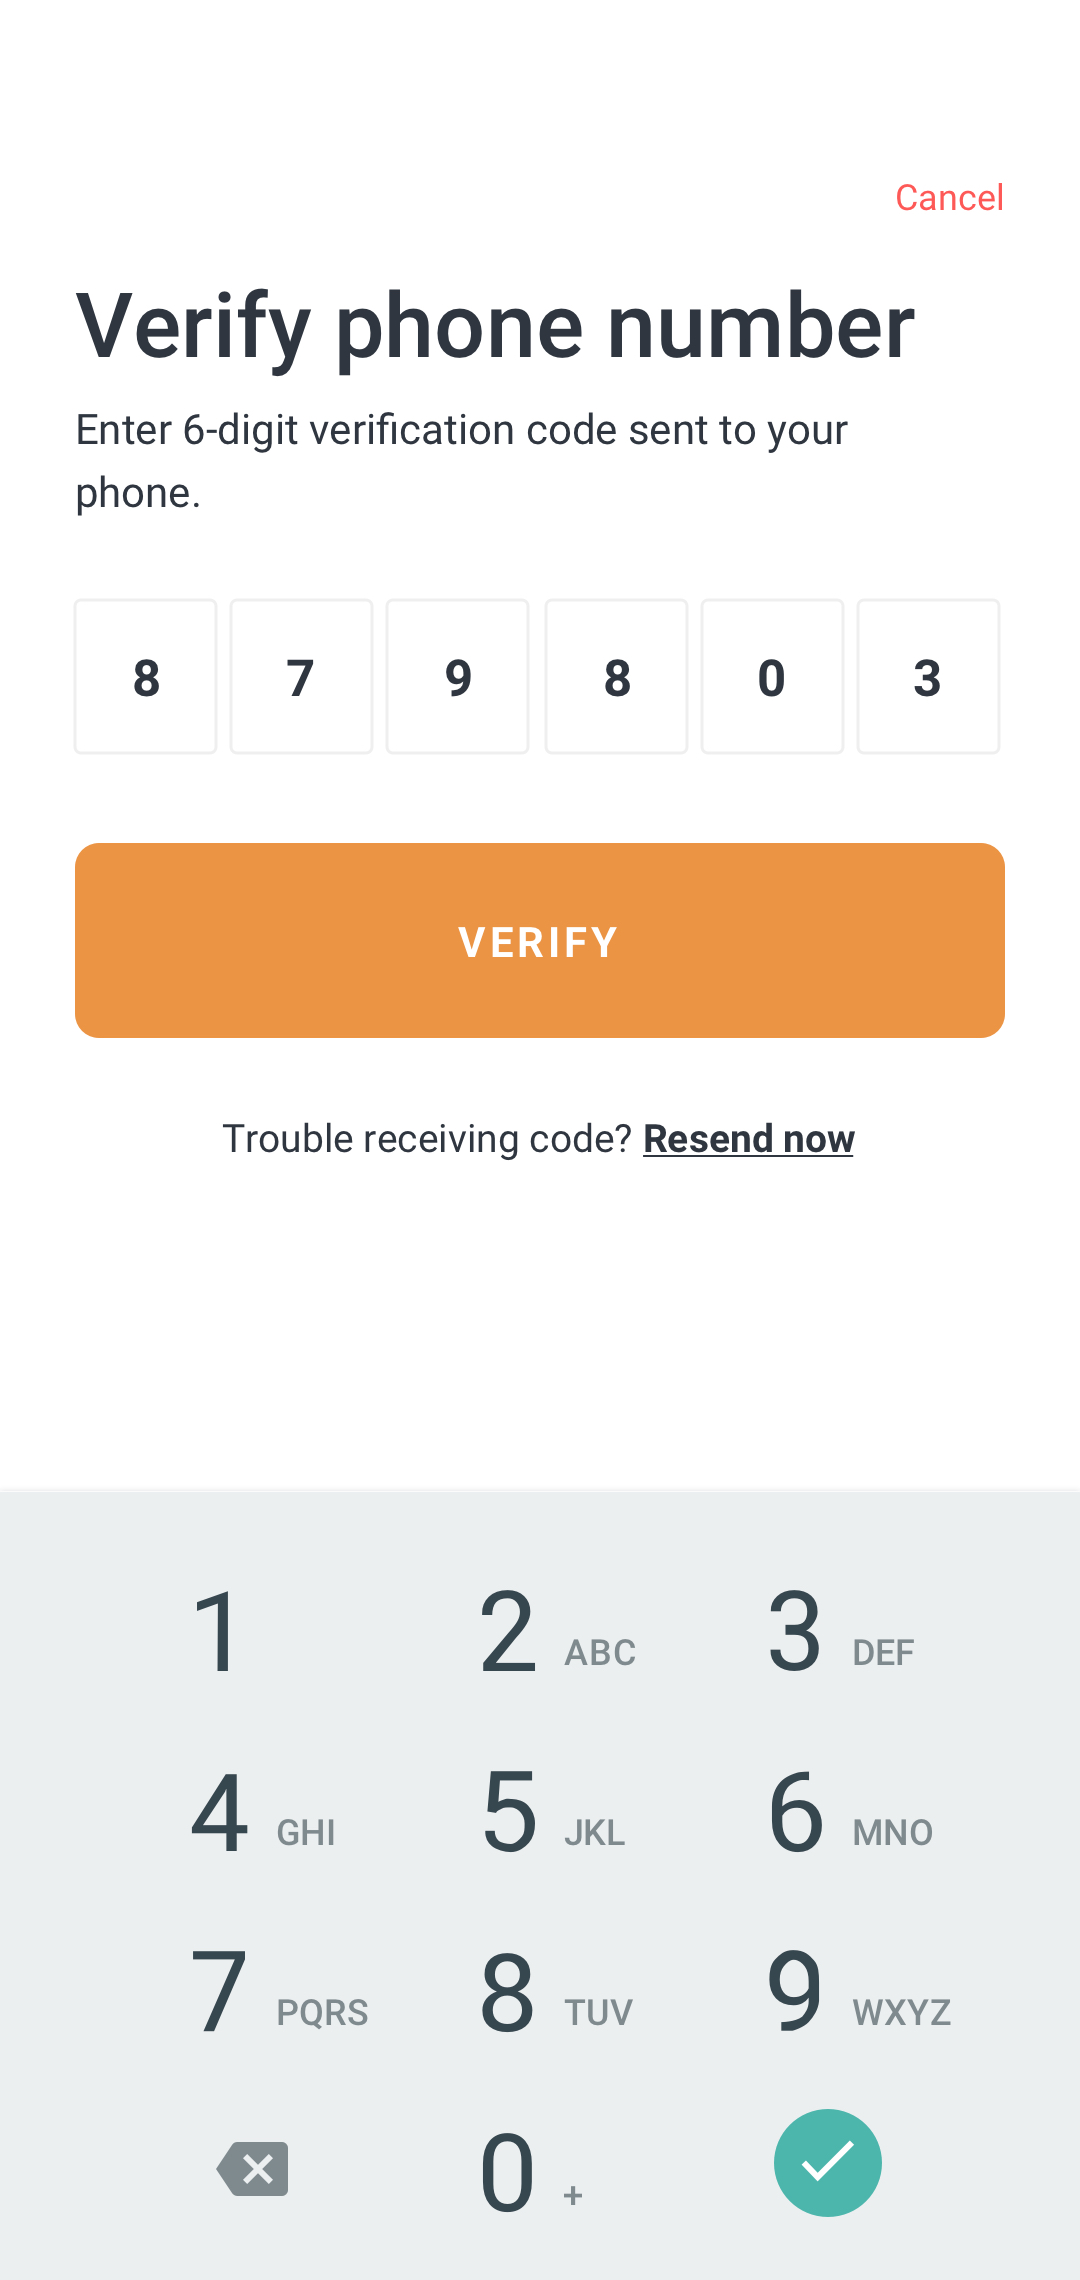 Cancel
Verify phone number
Enter 6-digit verification code sent to your
phone.
8 7 9 8 0 3
VERIFY
Trouble receiving code? Resend now
1 2 ABC 3 DEF
4 GHI 5 JKL 6 MNO
7 PQRS 8 TUV 9 WXYZ
0 +